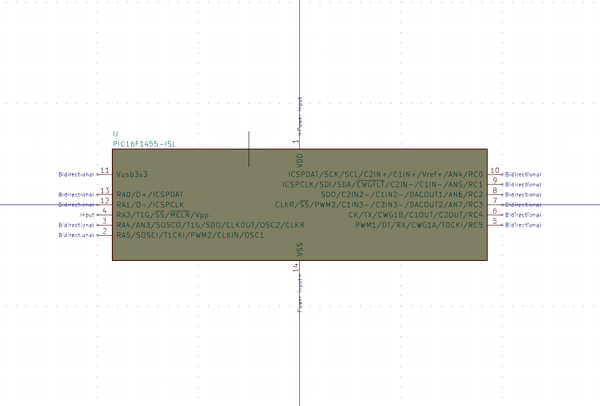 Power Input
1
U
PIC16F1455-ISL
VDD
Bidirectional 11 Vusb3v3
ICSPDAT/SCK/SCL/C2IN+/C1IN+/Vref+/AN4/RC0 10 Bidirectional
ICSPCLK/SDI/SDA/CWGFLT/C2IN-/C1IN-/AN5/RC1 9 Bidirectional
Bidirectional 13 RA0/D+/ICSPDAT
SDO/C2IN2-/C1IN2-/DACOUT1/AN6/RC2 8 Bidirectional
Bidirectional 12 RA1/D-/ICSPCLK
CLKR/SS/PWM2/C1IN3-/C2IN3-/DACOUT2/AN7/RC3 7 Bidirectional
Input 4 RA3/T1G/SS/MCLR/Vpp
CK/TX/CWG1B/C1OUT/C2OUT/RC4 6 Bidirectional
Bidirectional 3 RA4/AN3/SOSCO/T1G/SDO/CLKOUT/OSC2/CLKR
PWM1/DT/RX/CWG1A/T0CKI/RC5 5 Bidirectional
Bidirectional 2 RA5/SOSCI/T1CKI/PWM2/CLKIN/OSC1
VSS
14
Power Input